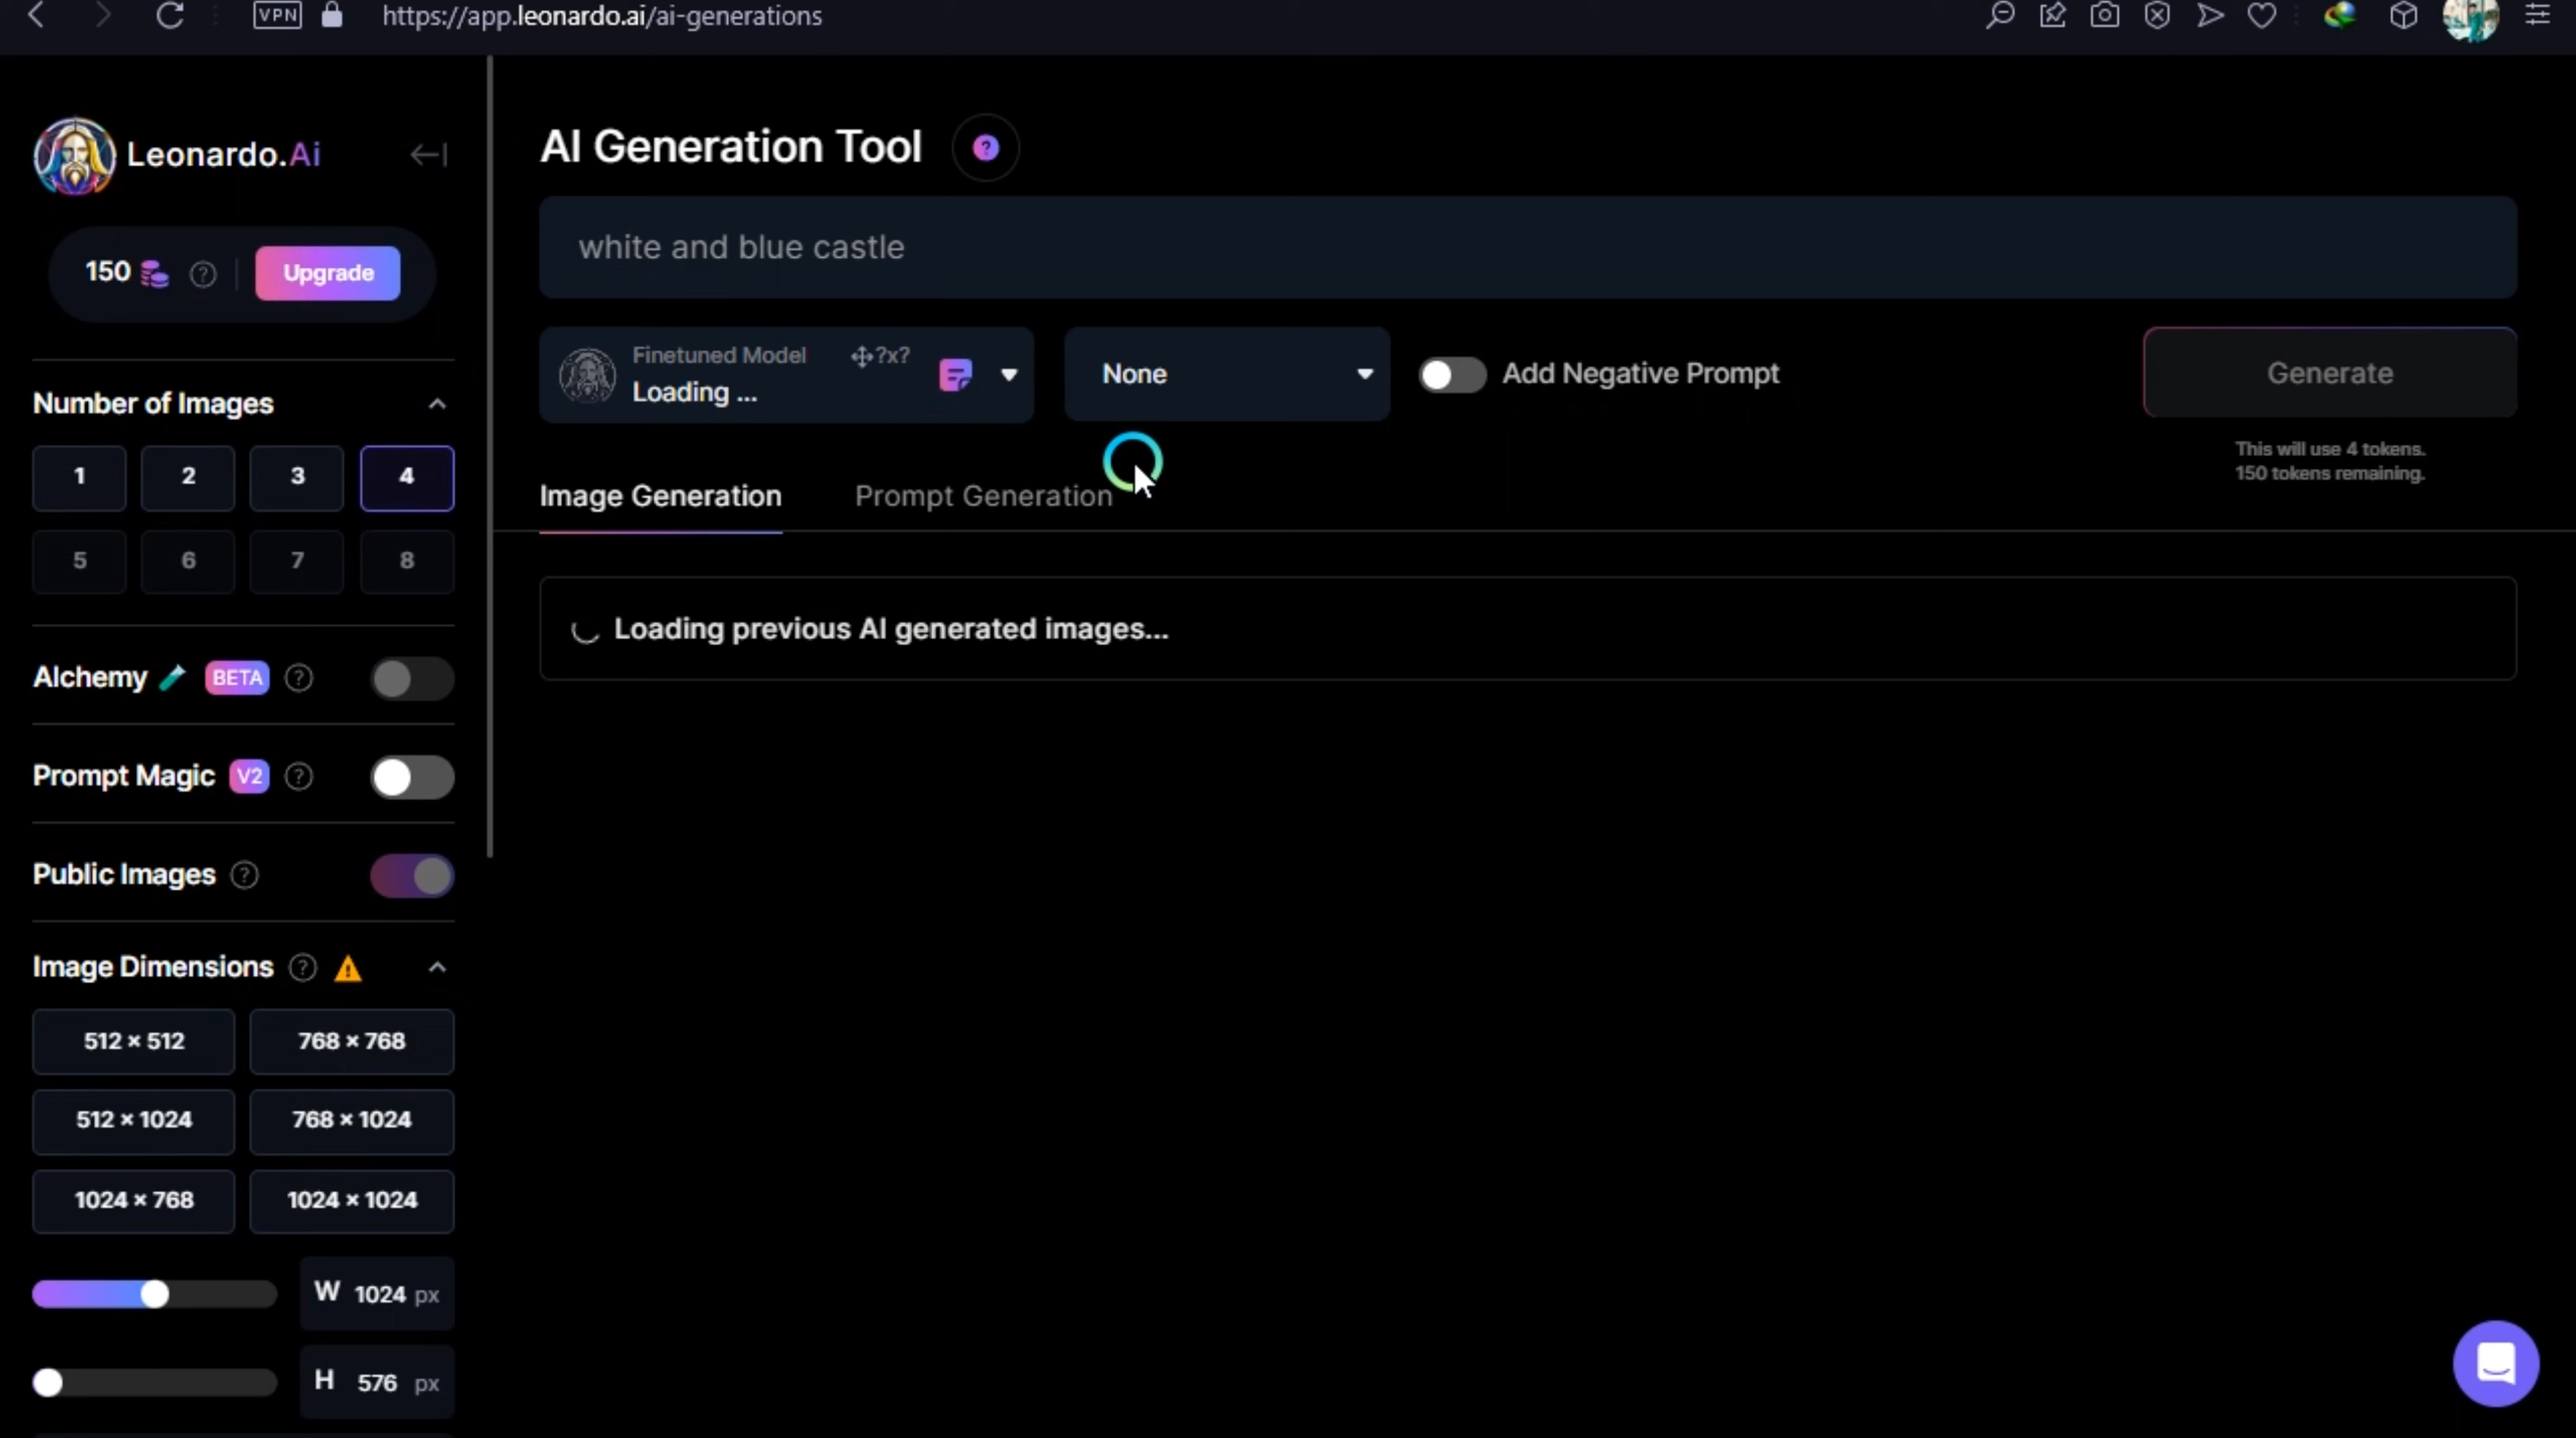 VPN https://app.leonardo.ai/ai-generations
Leonardo.Ai
150 Upgrade
Number of Images
1 2 3 4
5 6 7 8
Alchemy BETA
Prompt Magic V2
Public Images
Image Dimensions
512 × 512 768 × 768
512 × 1024 768 × 1024
1024 × 768 1024 × 1024
W 1024 px
H 576 px
AI Generation Tool ?
white and blue castle
Finetuned Model ?x?
Loading ...
None
Add Negative Prompt
Generate
This will use 4 tokens.
150 tokens remaining.
Image Generation Prompt Generation
Loading previous AI generated images...